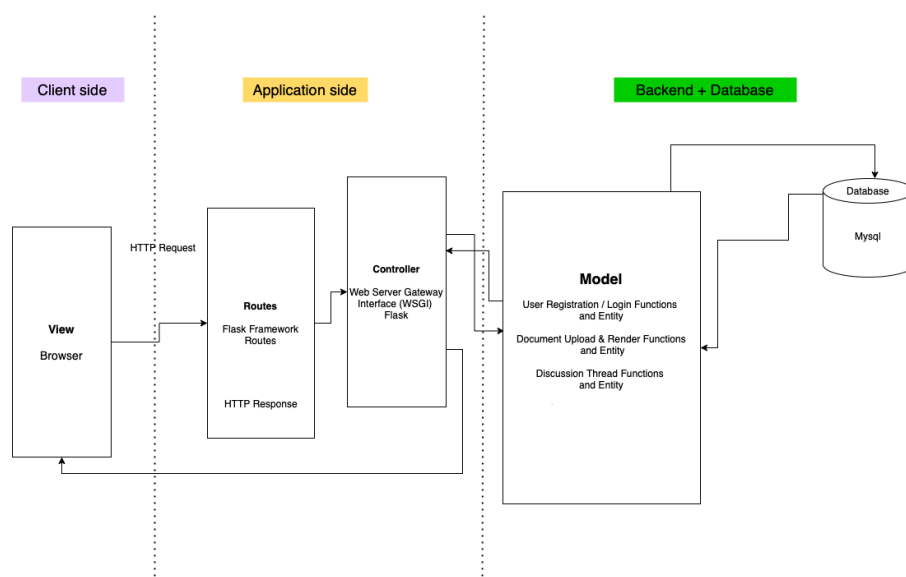 Client side
Application side
Backend + Database
HTTP Request
View
Browser
Routes
Flask Framework
Routes
HTTP Response
Controller
Web Server Gateway
Interface (WSGI)
Flask
Model
User Registration / Login Functions
and Entity
Document Upload & Render Functions
and Entity
Discussion Thread Functions
and Entity
Database
Mysql